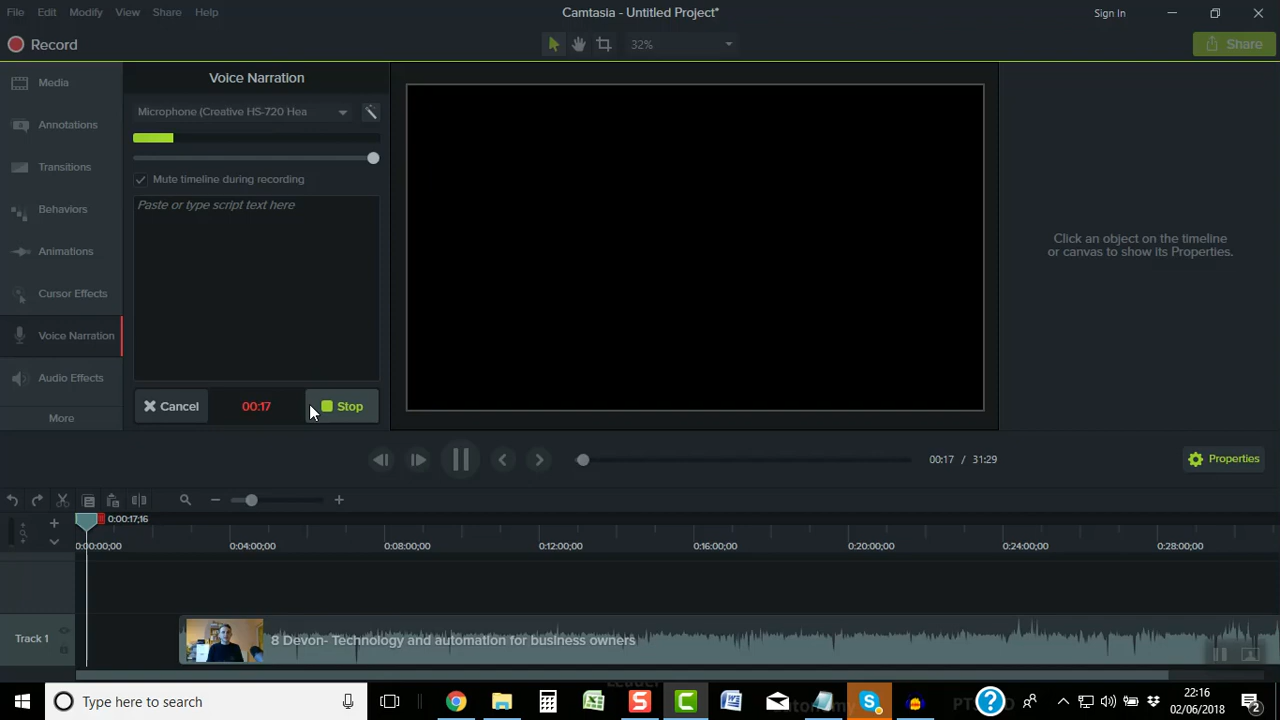 File Edit Modify View Share Help
Camtasia - Untitled Project*
Sign In
Record
32%
Share
Media
Annotations
Transitions
Behaviors
Animations
Cursor Effects
Voice Narration
Audio Effects
More
Voice Narration
Microphone (Creative HS-720 Hea
Mute timeline during recording
Paste or type script text here
Cancel
00:17
Stop
Click an object on the timeline
or canvas to show its Properties.
00:17 / 31:29
Properties
0:00:17;16
0:00:00;00 0:04:00;00 0:08:00;00 0:12:00;00 0:16:00;00 0:20:00;00 0:24:00;00 0:28:00;00
Track 1
8 Devon- Technology and automation for business owners
Type here to search
22:16
02/06/2018
2